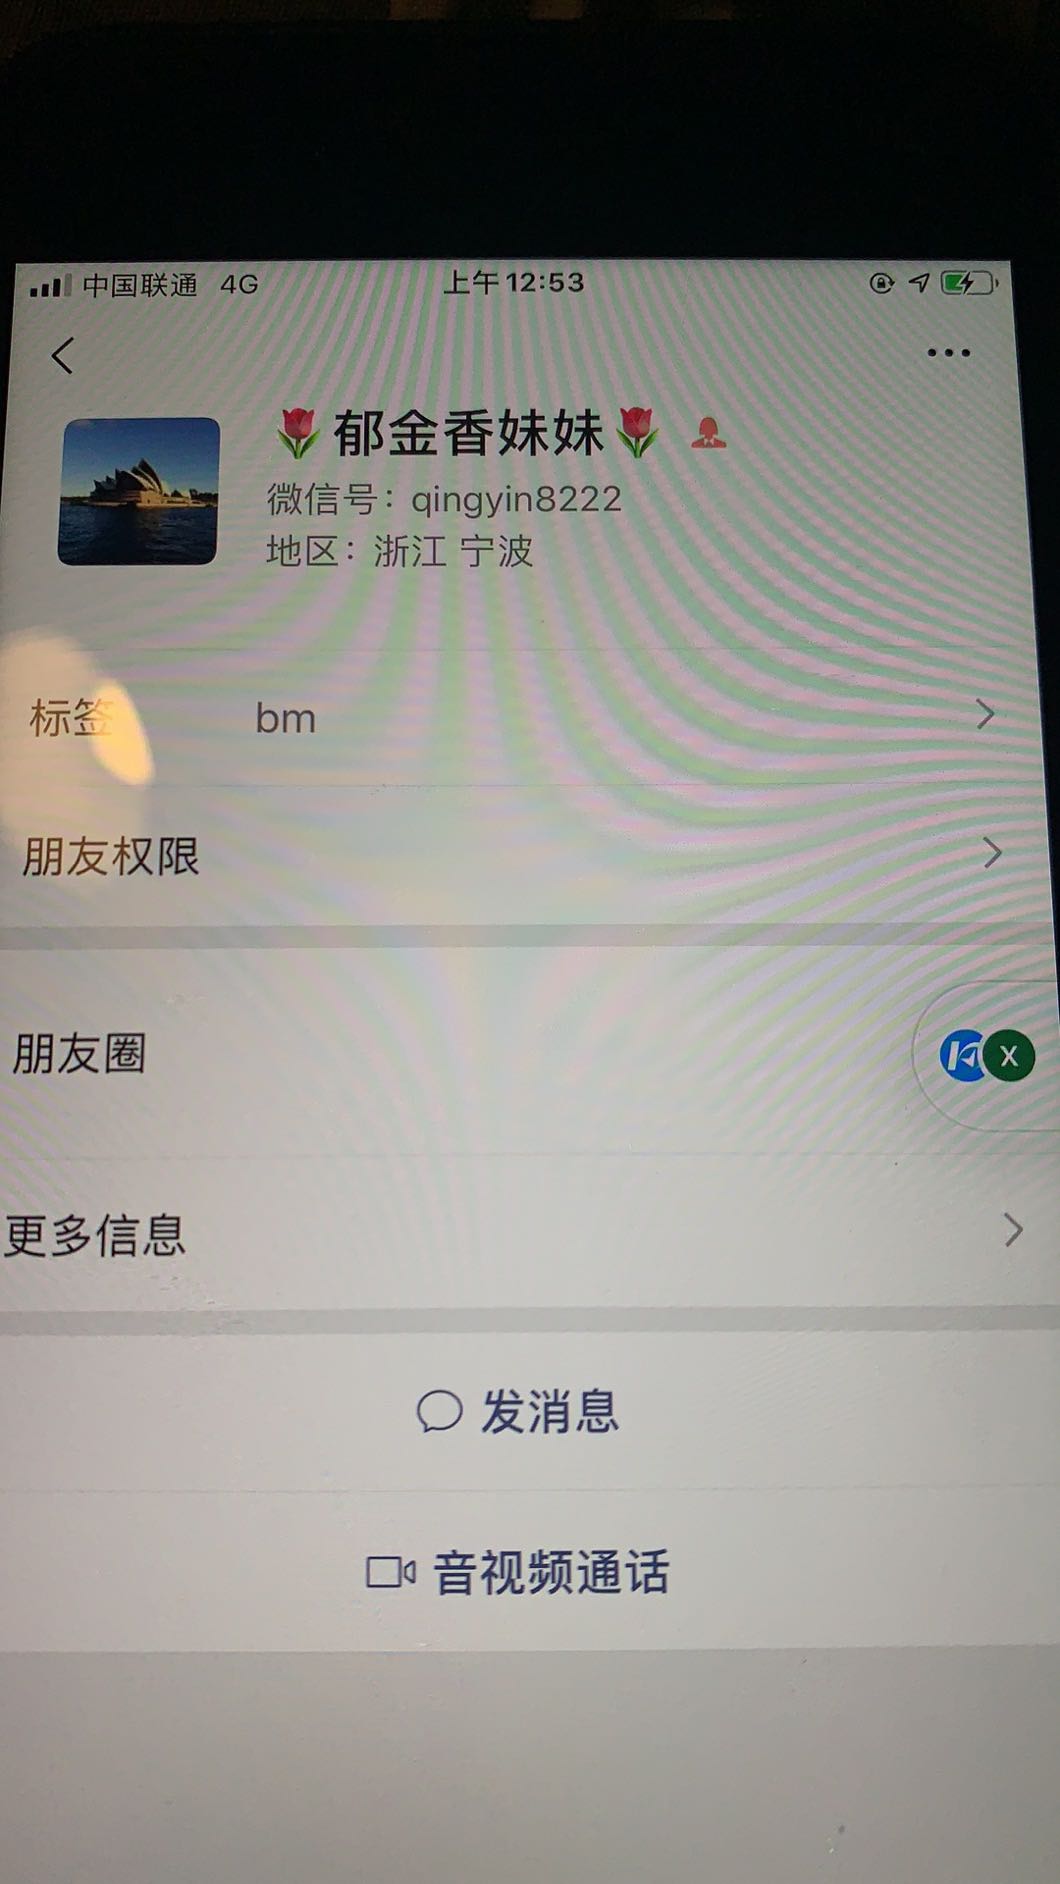 中国联通 4G 上午12:53
🌷郁金香妹妹🌷
微信号：qingyin8222
地区：浙江 宁波
标签 bm
朋友权限
朋友圈
X
更多信息
发消息
音视频通话